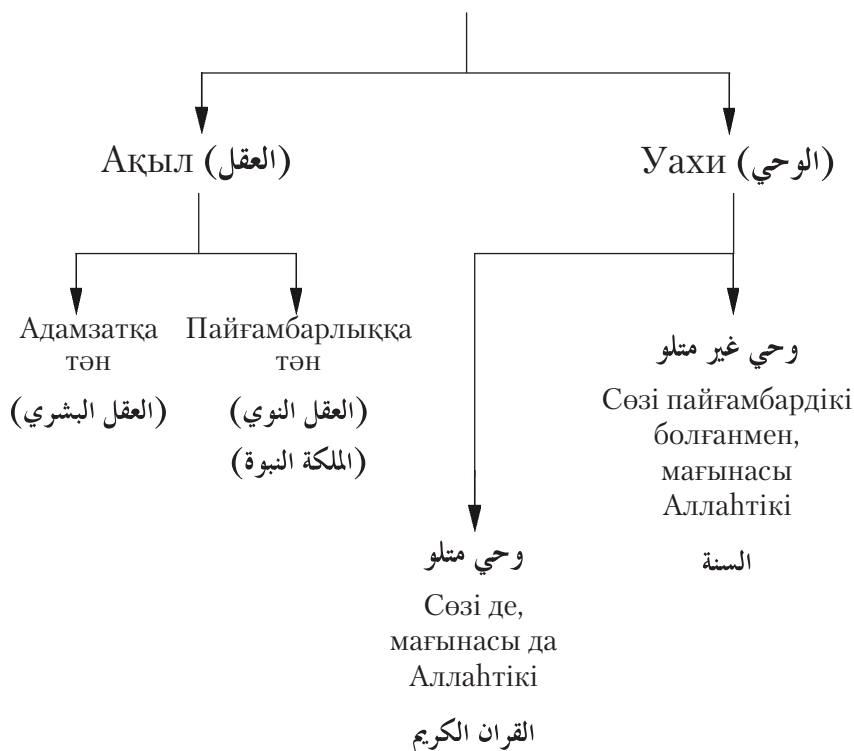 Ақыл (العقل)
Уахи (الوحي)
Адамзатқа
тән
(العقل البشري)
Пайғамбарлыққа
тән
(العقل النوي)
(الملكة النبوة)
وحي غير متلو
Сөзі пайғамбардікі
болғанмен,
мағынасы
Аллаһтікі
السنة
وحي متلو
Сөзі де,
мағынасы да
Аллаһтікі
القران الكريم